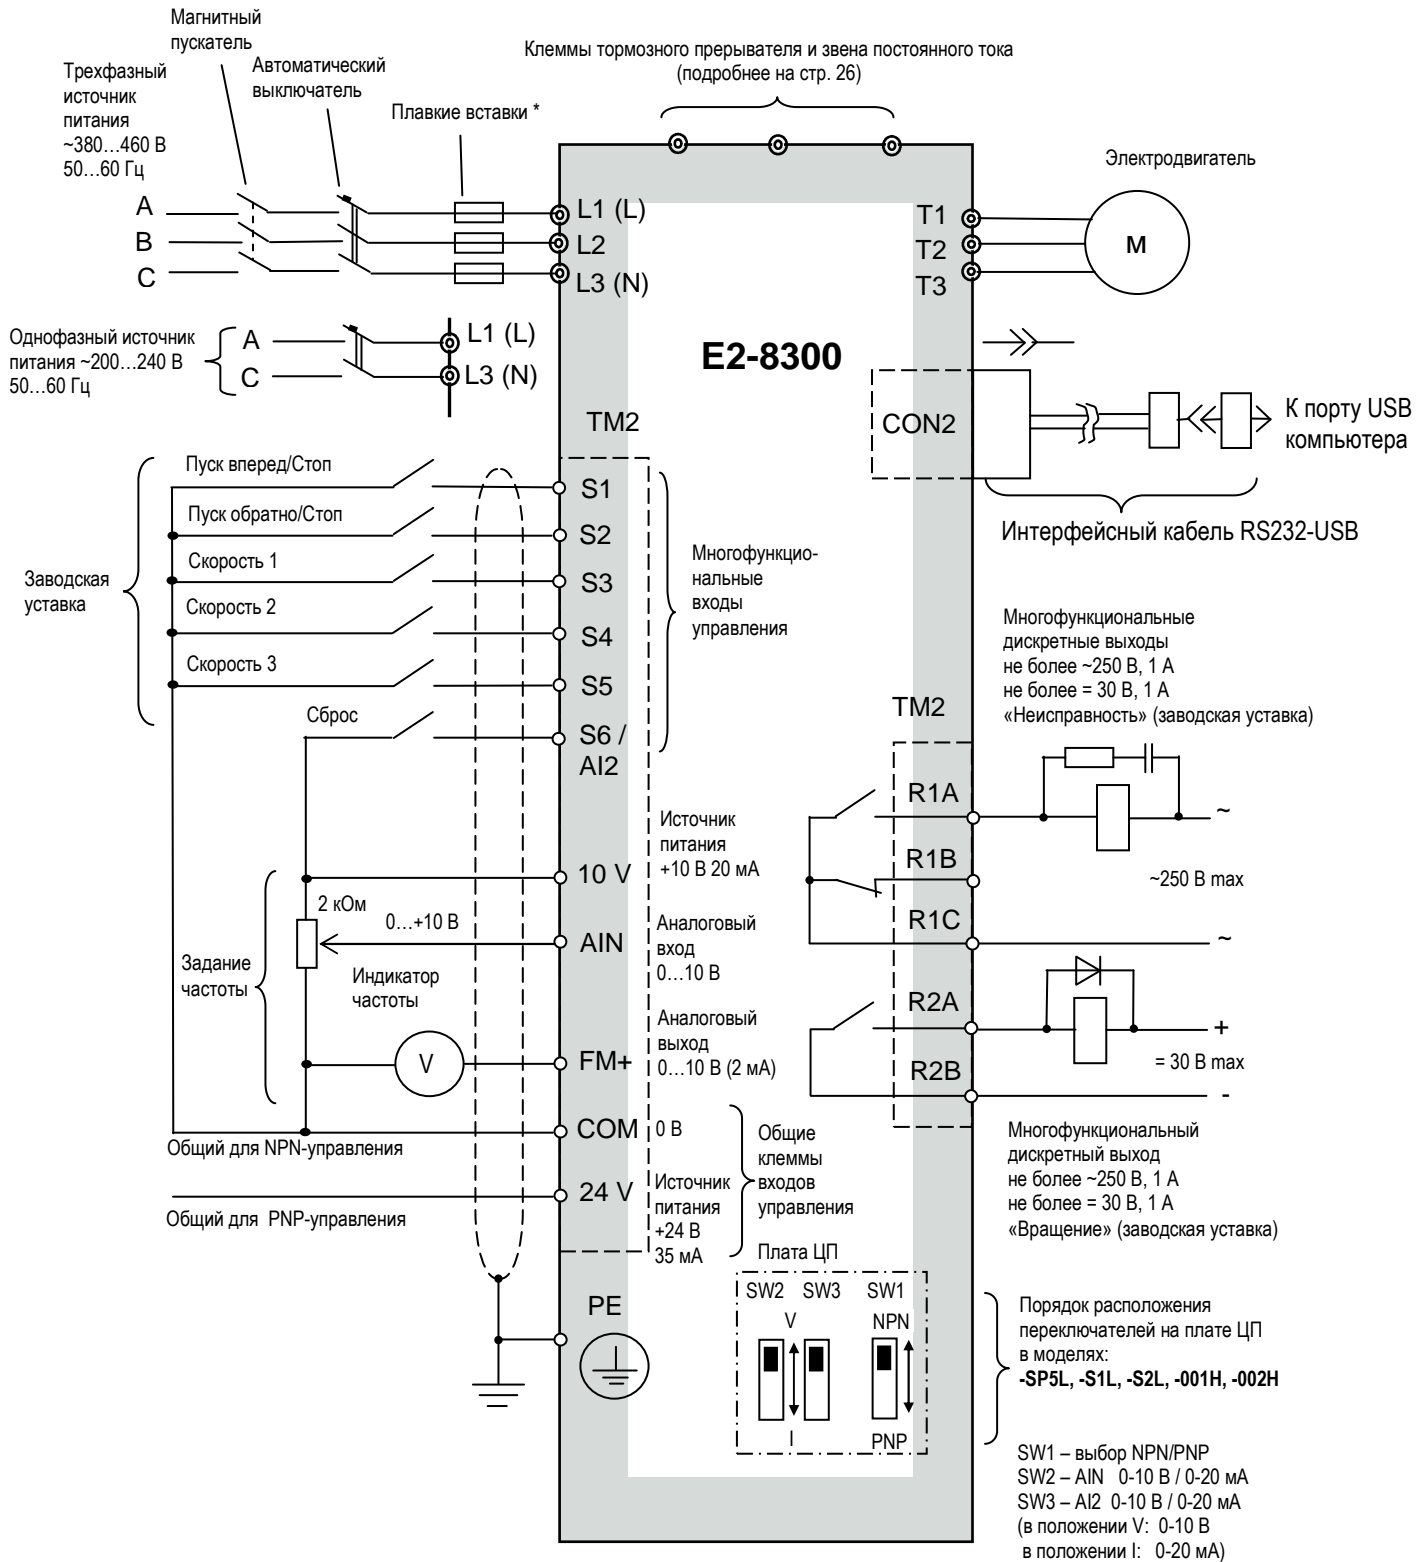 Магнитный
пускатель
Трехфазный
источник
питания
~380…460 В
50…60 Гц
Автоматический
выключатель
Плавкие вставки *
Клеммы тормозного прерывателя и звена постоянного тока
(подробнее на стр. 26)
Электродвигатель
A
B
C
L1 (L)
L2
L3 (N)
T1
T2
T3
M
Однофазный источник
питания ~200…240 В
50…60 Гц
A
C
L1 (L)
L3 (N)
E2-8300
CON2
К порту USB
компьютера
Интерфейсный кабель RS232-USB
TM2
Заводская
уставка
Пуск вперед/Стоп
Пуск обратно/Стоп
Скорость 1
Скорость 2
Скорость 3
Сброс
S1
S2
S3
S4
S5
S6 /
AI2
Многофункцио-
нальные
входы
управления
Источник
питания
+10 В 20 мА
10 V
2 кОм
0…+10 В
AIN
Аналоговый
вход
0…10 В
Задание
частоты
Индикатор
частоты
V
FM+
Аналоговый
выход
0…10 В (2 мА)
COM
0 В
Общий для NPN-управления
24 V
Источник
питания
+24 В
35 мА
Общий для PNP-управления
Общие
клеммы
входов
управления
PE
Многофункциональные
дискретные выходы
не более ~250 В, 1 А
не более = 30 В, 1 А
«Неисправность» (заводская уставка)
TM2
R1A
R1B
R1C
R2A
R2B
~
~250 В max
~
+
= 30 В max
-
Многофункциональный
дискретный выход
не более ~250 В, 1 А
не более = 30 В, 1 А
«Вращение» (заводская уставка)
Плата ЦП
SW2 SW3 SW1
V NPN
I PNP
Порядок расположения
переключателей на плате ЦП
в моделях:
-SP5L, -S1L, -S2L, -001H, -002H
SW1 – выбор NPN/PNP
SW2 – AIN 0-10 В / 0-20 мА
SW3 – AI2 0-10 В / 0-20 мА
(в положении V: 0-10 В
в положении I: 0-20 мА)